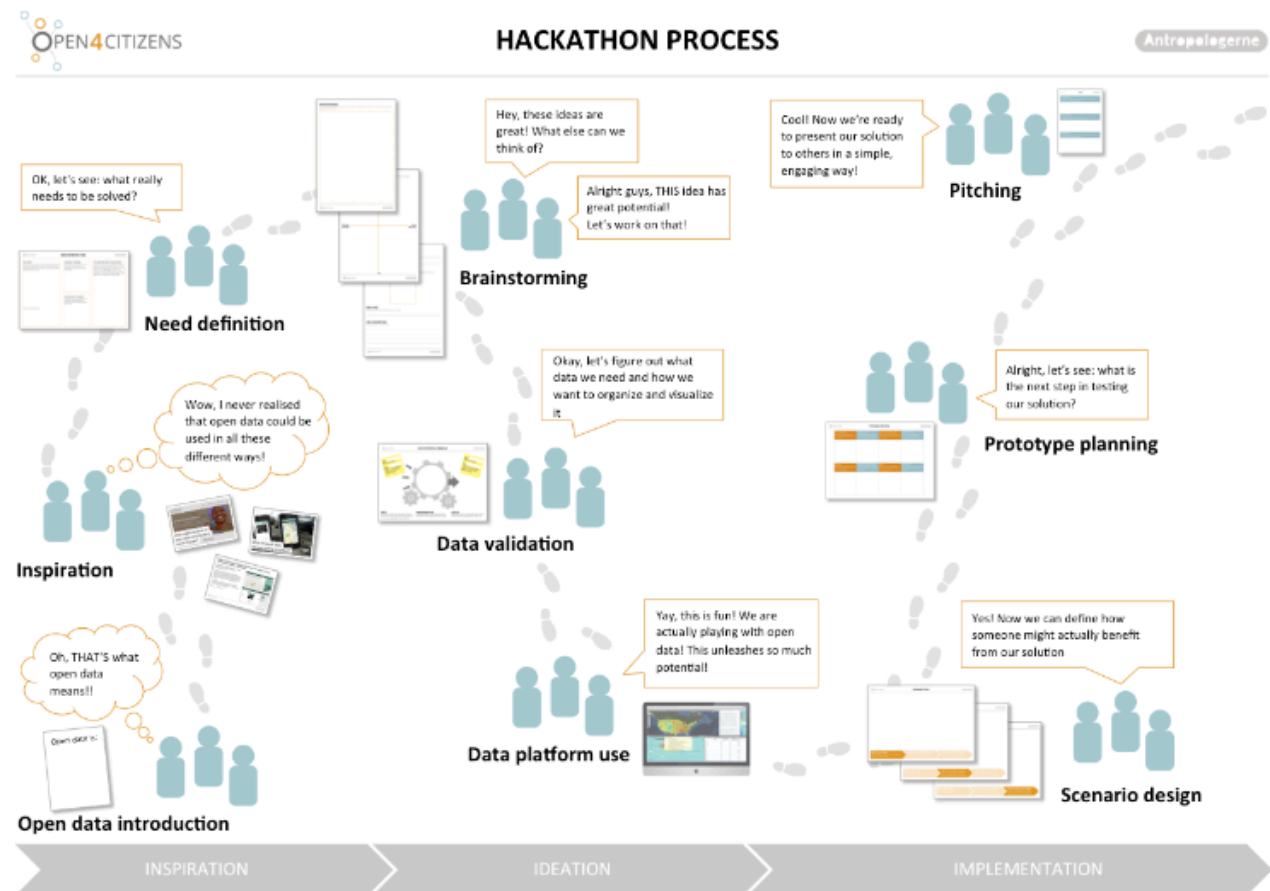 OPEN4CITIZENS
HACKATHON PROCESS
Antropologerne
OK, let's see: what really
needs to be solved?
Need definition
Wow, I never realised
that open data could be
used in all these
different ways!
Inspiration
Oh, THAT'S what
open data
means!!
Open data is:
Open data introduction
Hey, these ideas are
great! What else can we
think of?
Alright guys, THIS idea has
great potential!
Let's work on that!
Brainstorming
Okay, let's figure out what
data we need and how we
want to organize and visualize
it
Data validation
Yay, this is fun! We are
actually playing with open
data! This unleashes so much
potential!
Data platform use
Cool! Now we're ready
to present our solution
to others in a simple,
engaging way!
Pitching
Alright, let's see: what is
the next step in testing
our solution?
Prototype planning
Yes! Now we can define how
someone might actually benefit
from our solution
Scenario design
INSPIRATION
IDEATION
IMPLEMENTATION